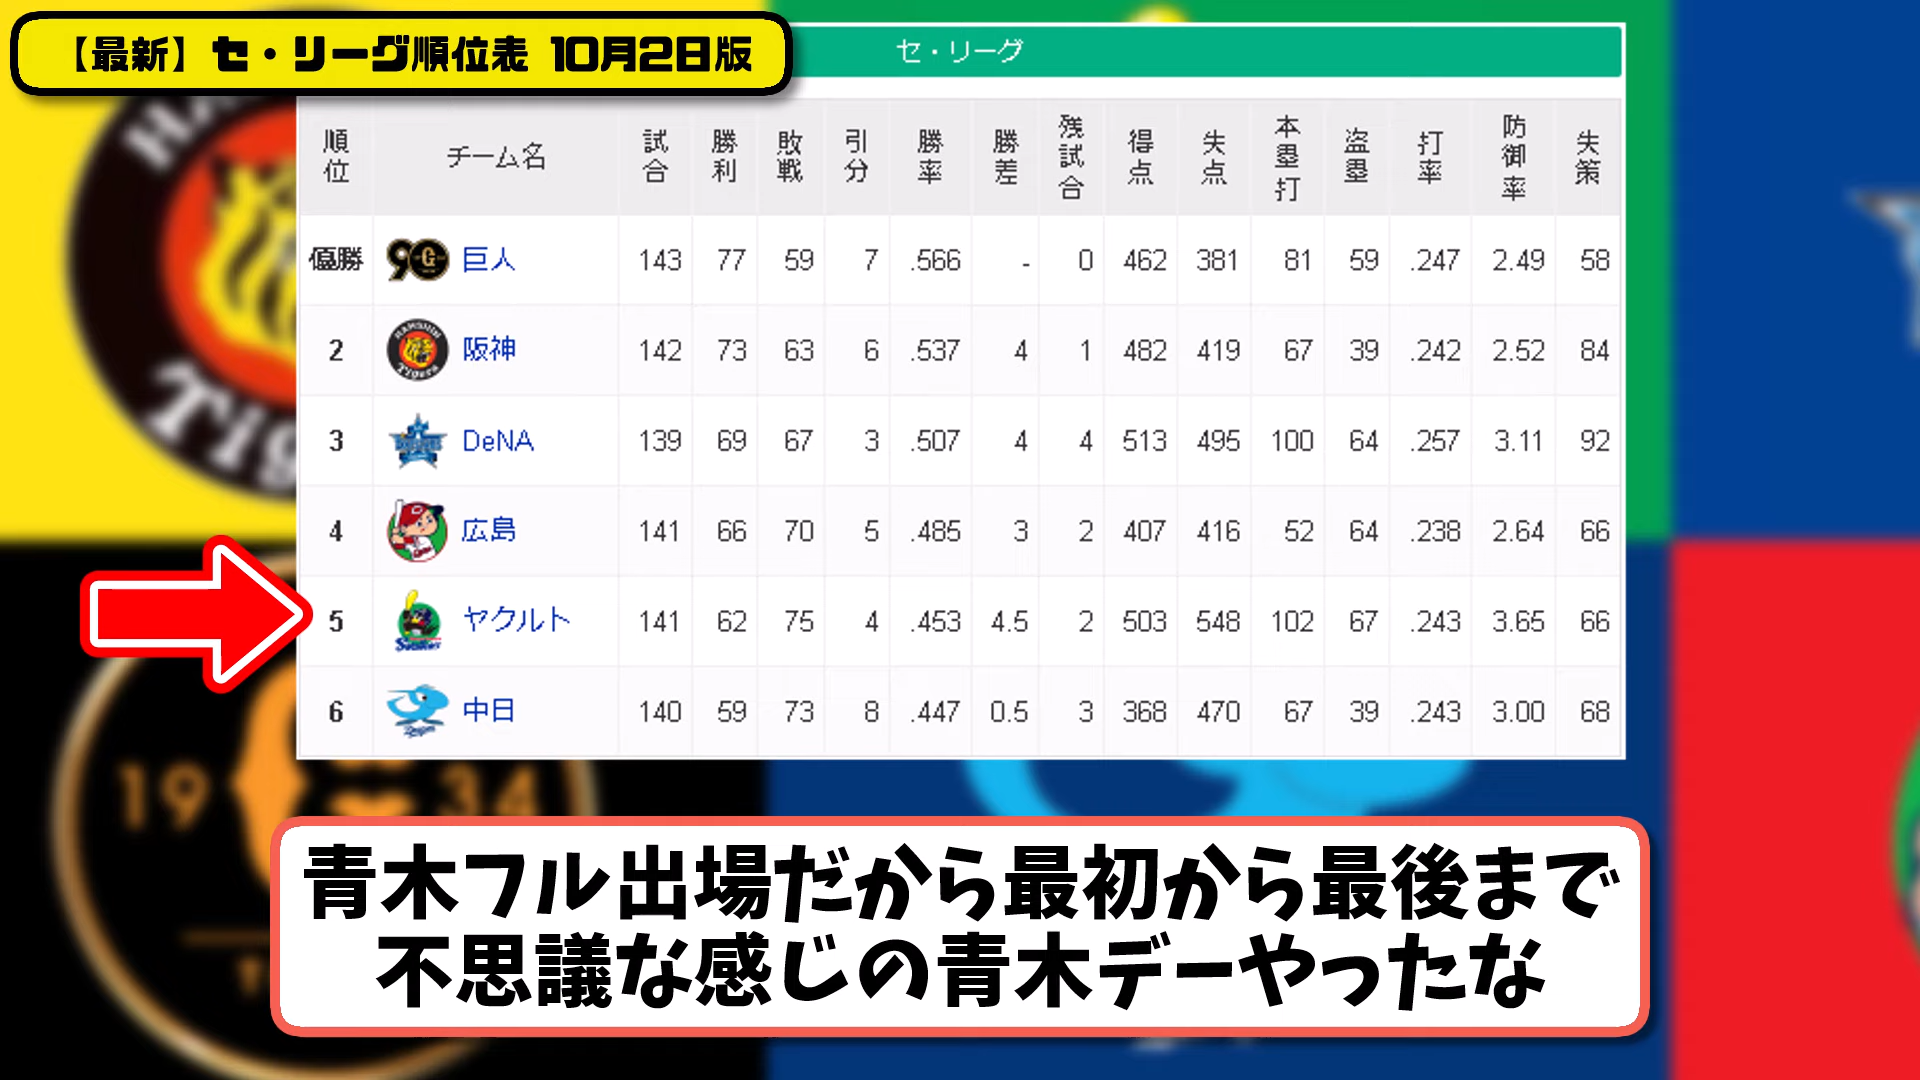 【最新】セ・リーグ順位表 10月2日版
セ・リーグ
順位 チーム名 試合 勝利 敗戦 引分 勝率 勝差 残試合 得点 失点 本塁打 盗塁 打率 防御率 失策
優勝 巨人 143 77 59 7 .566 - 0 462 381 81 59 .247 2.49 58
2 阪神 142 73 63 6 .537 4 1 482 419 67 39 .242 2.52 84
3 DeNA 139 69 67 3 .507 4 4 513 495 100 64 .257 3.11 92
4 広島 141 66 70 5 .485 3 2 407 416 52 64 .238 2.64 66
5 ヤクルト 141 62 75 4 .453 4.5 2 503 548 102 67 .243 3.65 66
6 中日 140 59 73 8 .447 0.5 3 368 470 67 39 .243 3.00 68
19 34
青木フル出場だから最初から最後まで
不思議な感じの青木デーやったな